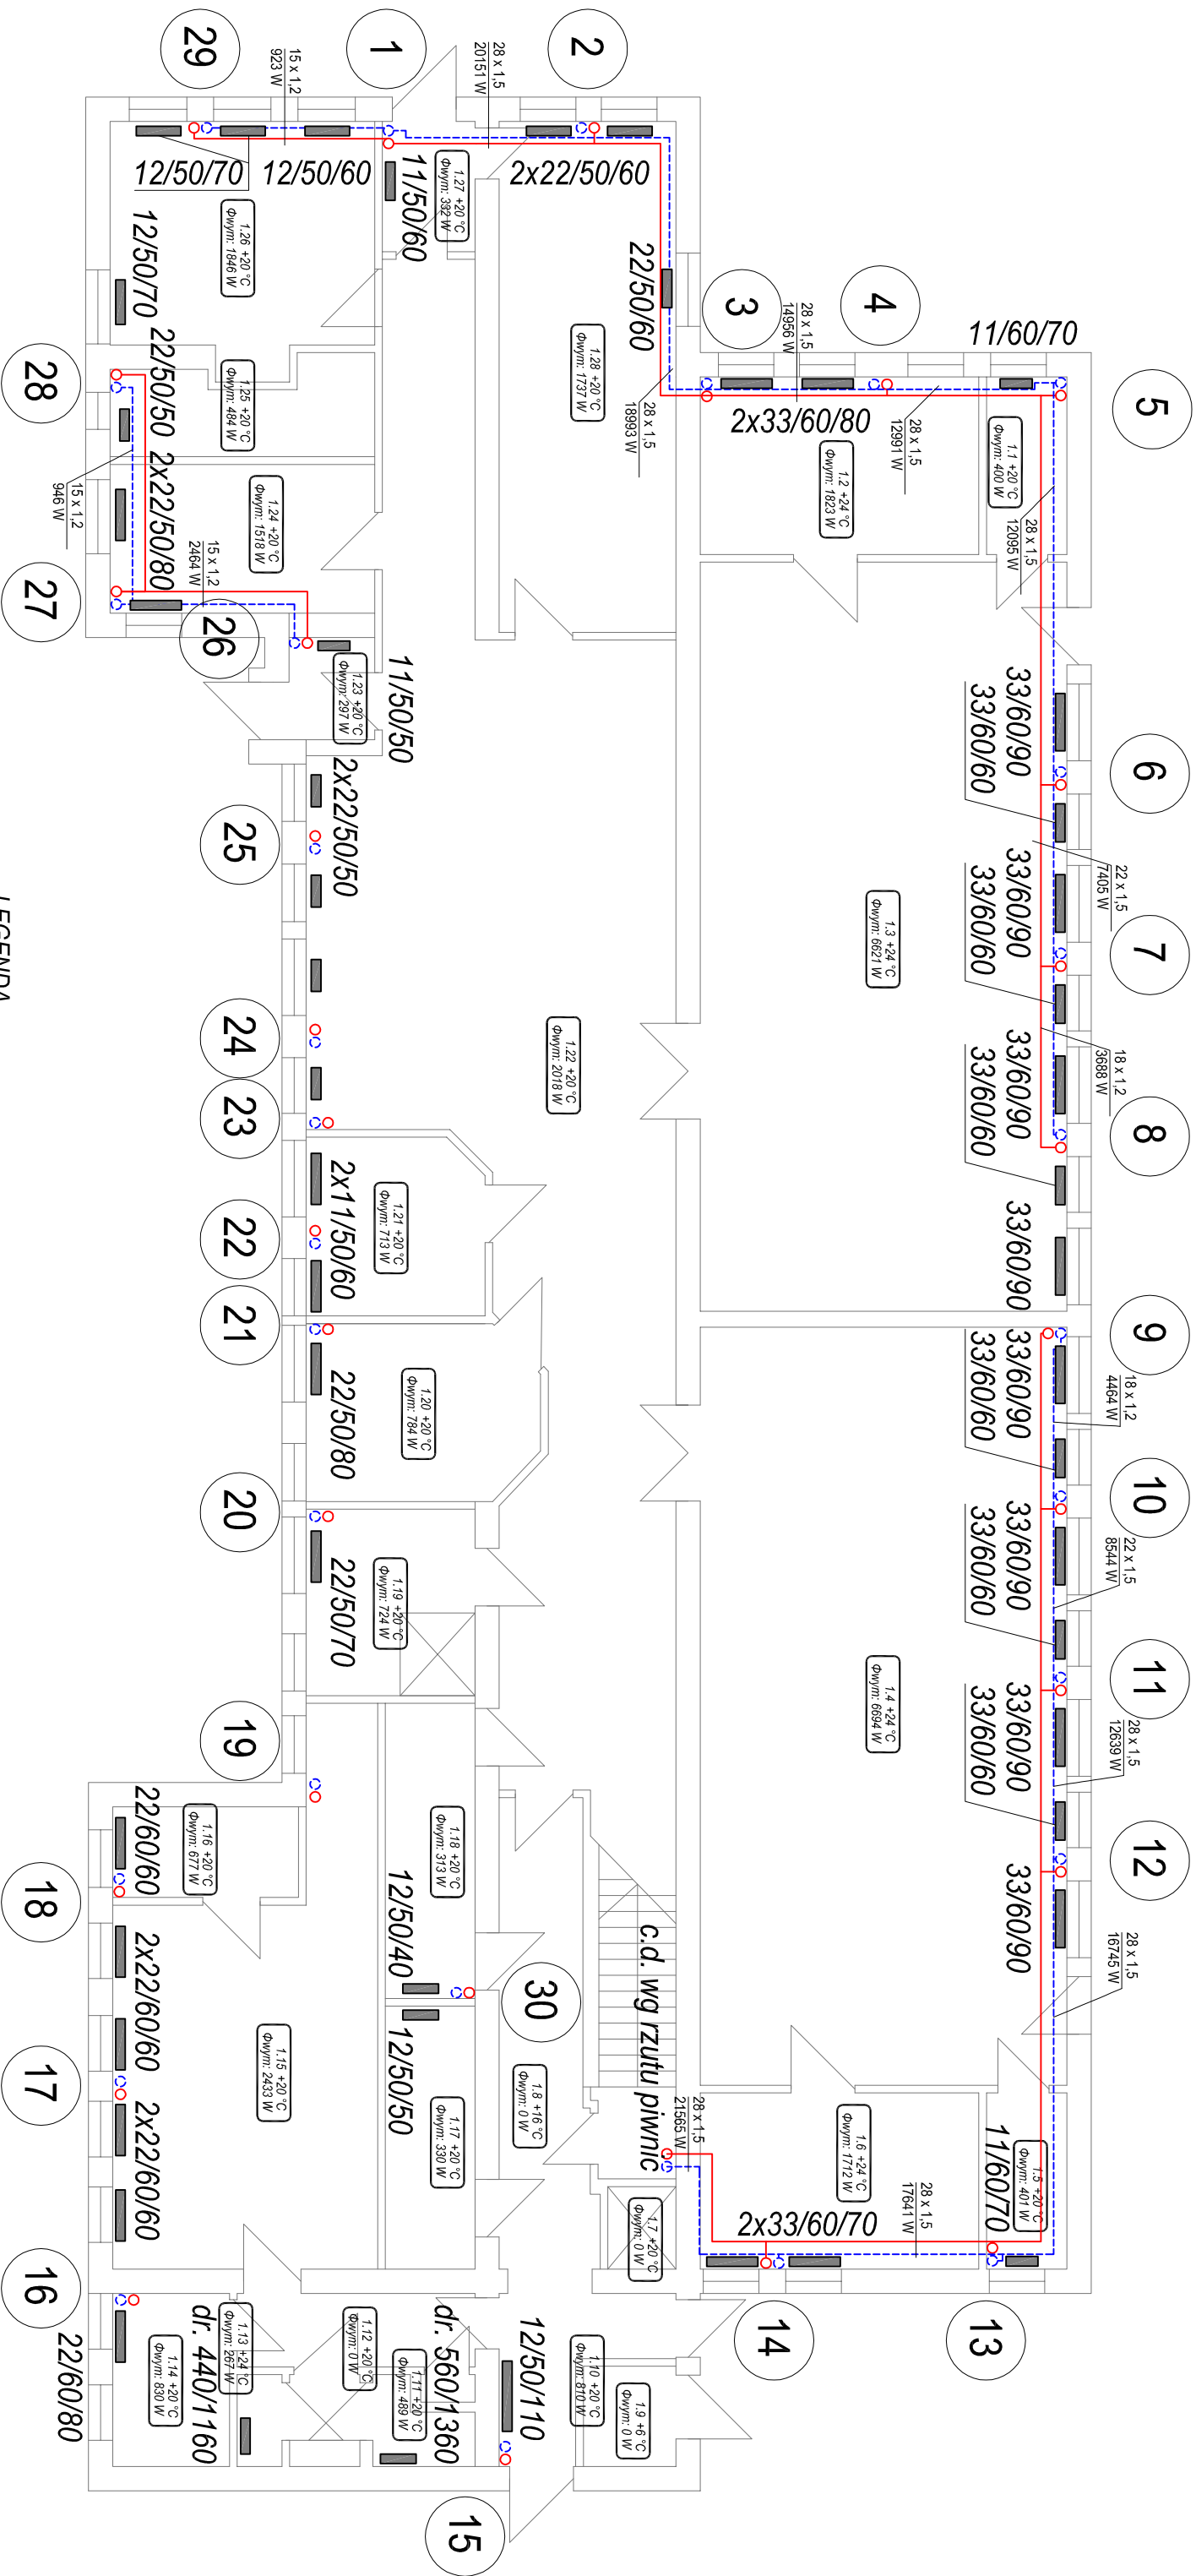 5
6
7
8
9
10
11
12
22 x 1,5
7405 W
18 x 1,2
3688 W
18 x 1,2
4464 W
22 x 1,5
8544 W
28 x 1,5
12639 W
28 x 1,5
16745 W
11/60/70
28 x 1,5
12095 W
1.1 +20 °C
Φwym: 400 W
33/60/90
33/60/60
33/60/90
33/60/60
33/60/90
33/60/60
33/60/90
33/60/90
33/60/60
33/60/90
33/60/60
33/60/90
33/60/60
33/60/90
1.5 +20 °C
Φwym: 401 W
11/60/70
13
4
28 x 1,5
12991 W
28 x 1,5
17641 W
1.2 +24 °C
Φwym: 1823 W
1.3 +24 °C
Φwym: 6621 W
1.4 +24 °C
Φwym: 6694 W
1.6 +24 °C
Φwym: 1712 W
3
28 x 1,5
14956 W
2x33/60/80
2x33/60/70
14
28 x 1,5
21565 W
28 x 1,5
18993 W
22/50/60
c.d. wg rzutu piwnic
1.7 +20 °C
Φwym: 0 W
1.9 +6 °C
Φwym: 0 W
2
2x22/50/60
1.28 +20 °C
Φwym: 1737 W
1.22 +20 °C
Φwym: 2018 W
30
1.8 +16 °C
Φwym: 0 W
1.10 +20 °C
Φwym: 810 W
12/50/110
28 x 1,5
20151 W
1.27 +20 °C
Φwym: 392 W
1.18 +20 °C
Φwym: 313 W
1.17 +20 °C
Φwym: 330 W
dr. 560/1360
15
1
11/50/60
11/50/50
1.21 +20 °C
Φwym: 713 W
1.20 +20 °C
Φwym: 784 W
1.19 +20 °C
Φwym: 724 W
12/50/40
12/50/50
1.11 +20 °C
Φwym: 489 W
2x22/50/50
2x11/50/60
22/50/80
22/50/70
1.23 +20 °C
Φwym: 297 W
1.12 +20 °C
Φwym: 0 W
15 x 1,2
923 W
12/50/70
12/50/60
1.26 +20 °C
Φwym: 1846 W
1.25 +20 °C
Φwym: 484 W
1.24 +20 °C
Φwym: 1518 W
1.15 +20 °C
Φwym: 2433 W
25
24
23
22
21
20
19
29
15 x 1,2
2464 W
26
1.16 +20 °C
Φwym: 677 W
1.13 +24 °C
Φwym: 267 W
dr. 440/1160
1.14 +20 °C
Φwym: 830 W
12/50/70
22/50/50
2x22/50/80
22/60/60
2x22/60/60
2x22/60/60
15 x 1,2
946 W
22/60/80
28
27
18
17
16
LEGENDA